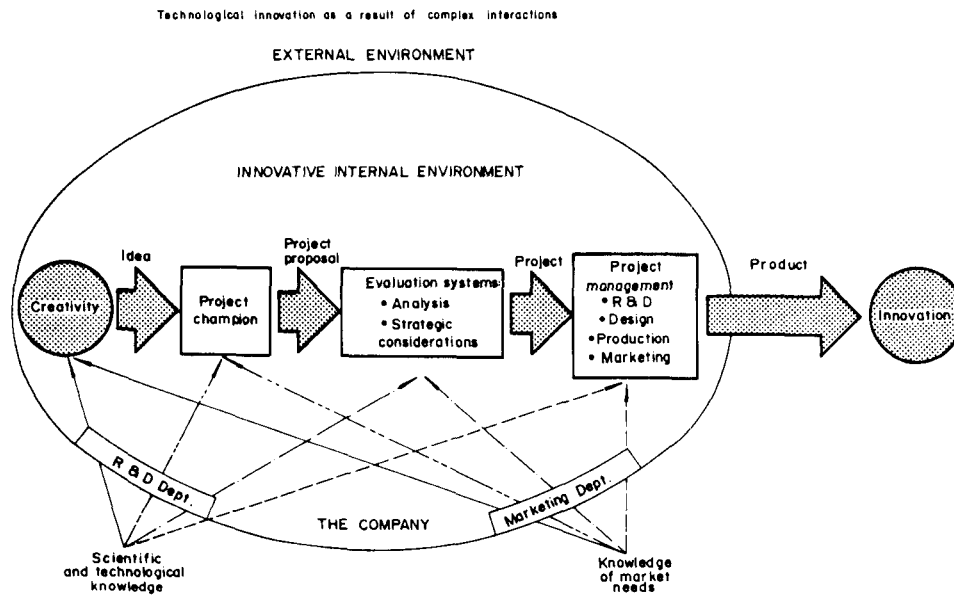 Technological innovation as a result of complex interactions
EXTERNAL ENVIRONMENT
INNOVATIVE INTERNAL ENVIRONMENT
Creativity
Idea
Project
champion
Project
proposal
Evaluation systems:
• Analysis
• Strategic
considerations
Project
Project
management
• R & D
• Design
• Production
• Marketing
Product
Innovation
R & D Dept.
THE COMPANY
Marketing Dept.
Scientific
and technological
knowledge
Knowledge
of market
needs